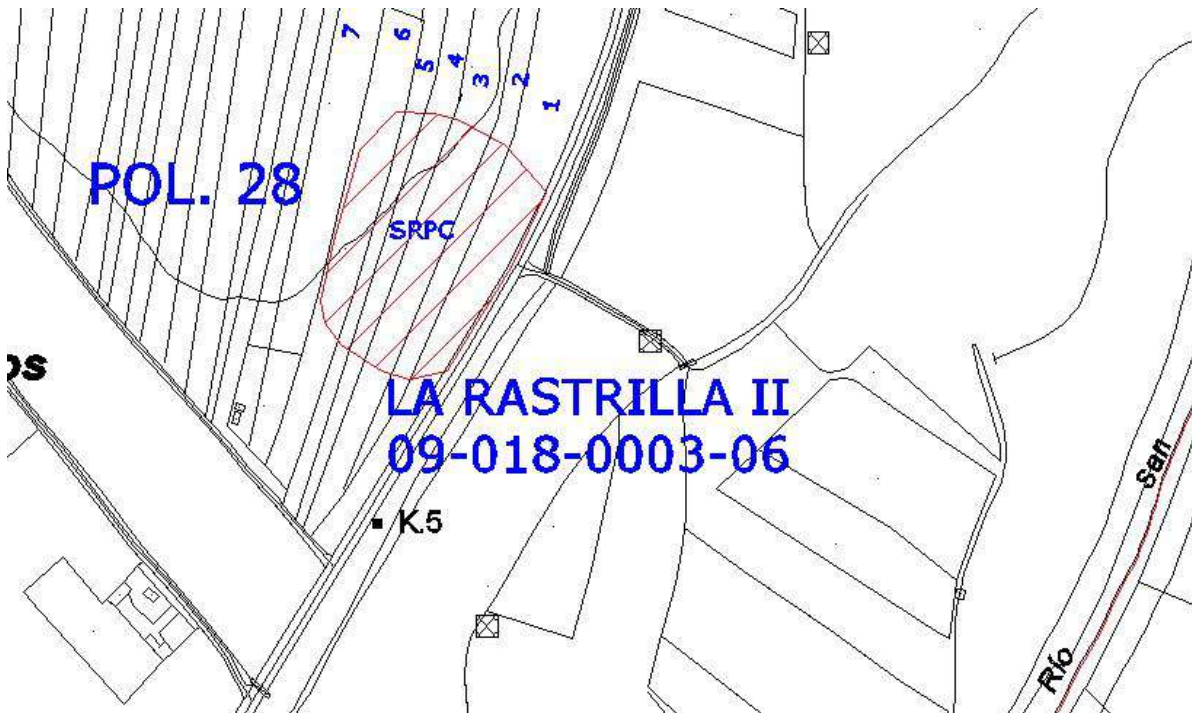 7
6
5
4
3
2
1
POL. 28
SRPC
os
LA RASTRILLA II
09-018-0003-06
K.5
San
Río